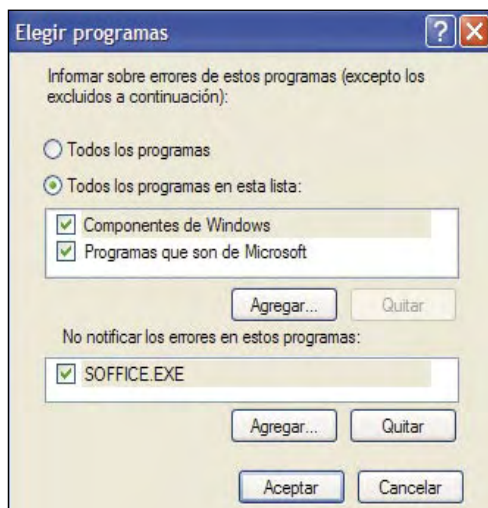 Elegir programas
Informar sobre errores de estos programas (excepto los
excluidos a continuación):
Todos los programas
Todos los programas en esta lista:
Componentes de Windows
Programas que son de Microsoft
Agregar... Quitar
No notificar los errores en estos programas:
SOFFICE.EXE
Agregar... Quitar
Aceptar Cancelar